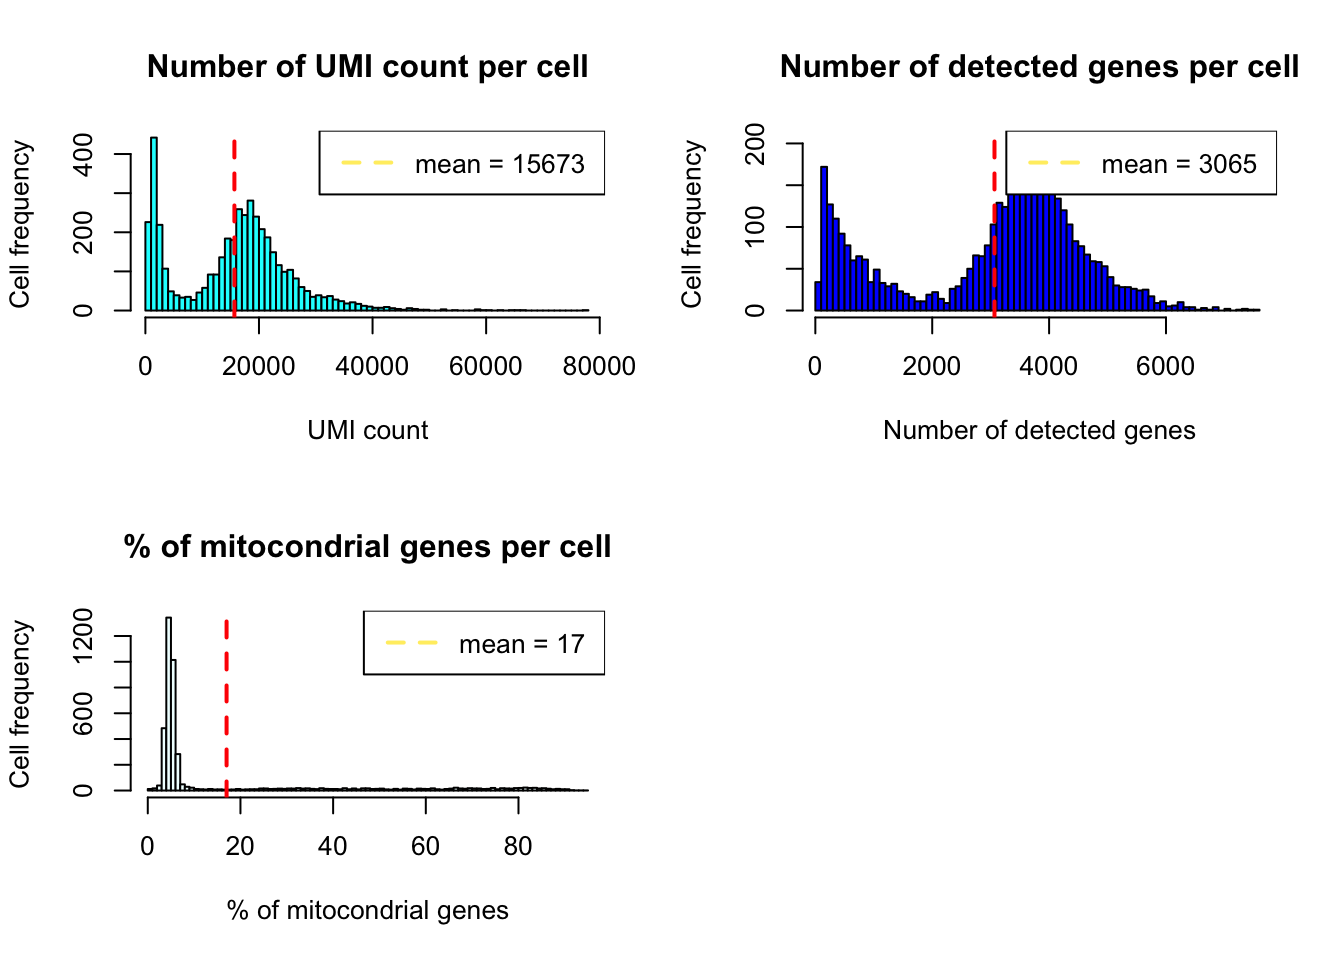 Number of UMI count per cell
Cell frequency
0 200 400
mean = 15673
0 20000 40000 60000 80000
UMI count
Number of detected genes per cell
Cell frequency
0 100 200
mean = 3065
0 2000 4000 6000
Number of detected genes
% of mitocondrial genes per cell
Cell frequency
0 600 1200
mean = 17
0 20 40 60 80
% of mitocondrial genes